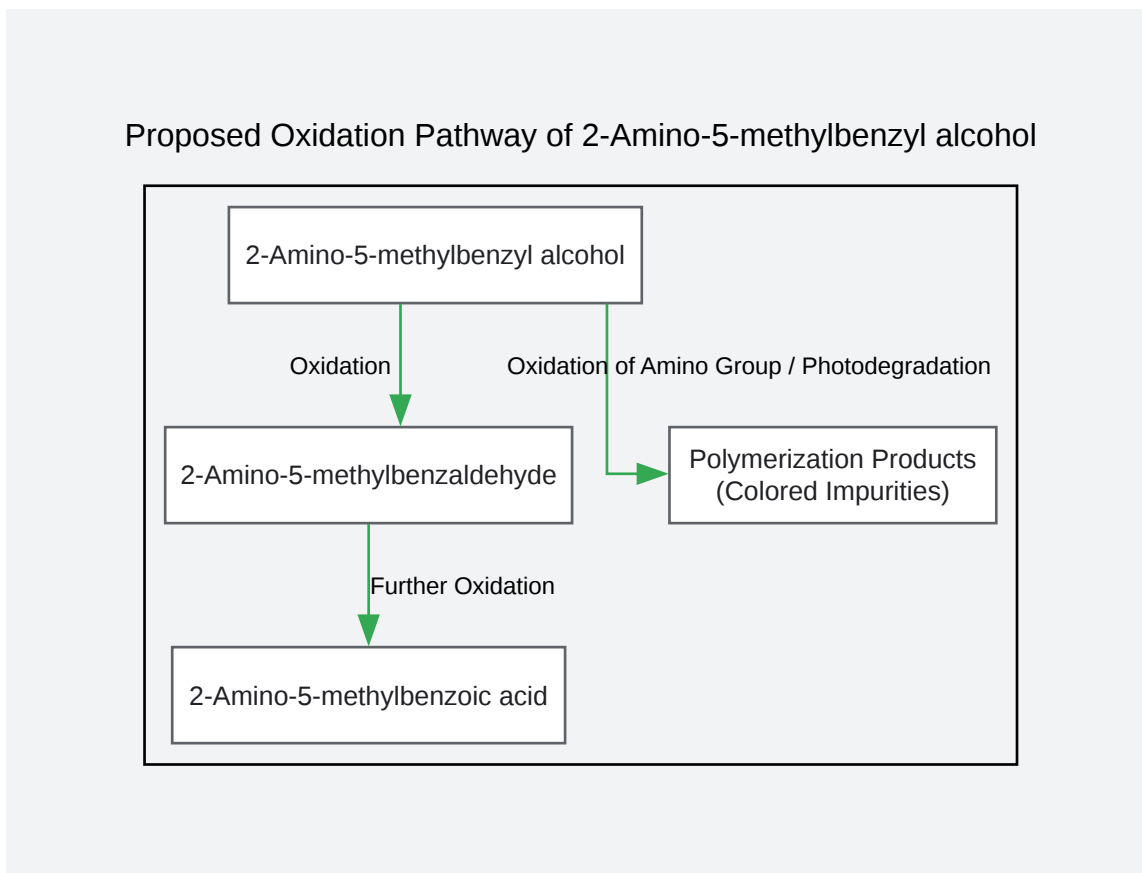 Proposed Oxidation Pathway of 2-Amino-5-methylbenzyl alcohol
2-Amino-5-methylbenzyl alcohol
Oxidation
Oxidation of Amino Group / Photodegradation
2-Amino-5-methylbenzaldehyde
Polymerization Products
(Colored Impurities)
Further Oxidation
2-Amino-5-methylbenzoic acid